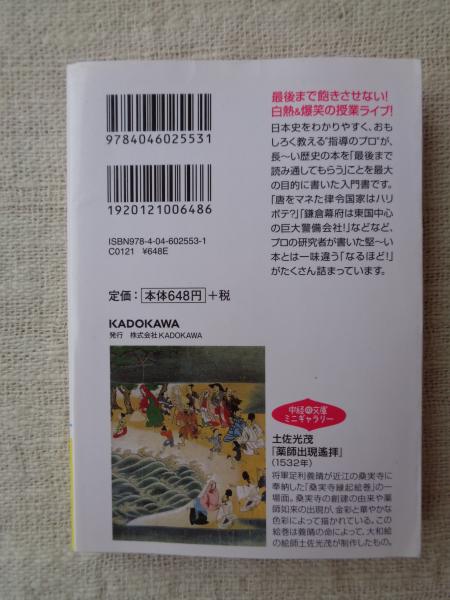 9784046025531
1920121006486
ISBN978-4-04-602553-1
C0121 ¥648E
定価：本体648円＋税
KADOKAWA
発行 株式会社KADOKAWA
最後まで飽きさせない！
白熱&爆笑の授業ライブ！
日本史をわかりやすく、おも
しろく教える"指導のプロ"が、
長〜い歴史の本を「最後まで
読み通してもらう」ことを最大
の目的に書いた入門書です。
「唐をマネた律令国家はハリ
ボテ？」「鎌倉幕府は東国中心
の巨大警備会社！」などなど、
プロの研究者が書いた堅〜い
本とは一味違う「なるほど！」
がたくさん詰まっています。
中経の文庫
ミニギャラリー
土佐光茂
「薬師出現遙拝」
（1532年）
将軍足利義晴が近江の桑実寺に
奉納した「桑実寺縁起絵巻」の一
場面。桑実寺の創建の由来や薬
師如来の出現が、金彩と華やかな
色彩によって描かれている。この
絵巻は義晴の命によって、大和絵
の絵師土佐光茂が制作したもの。